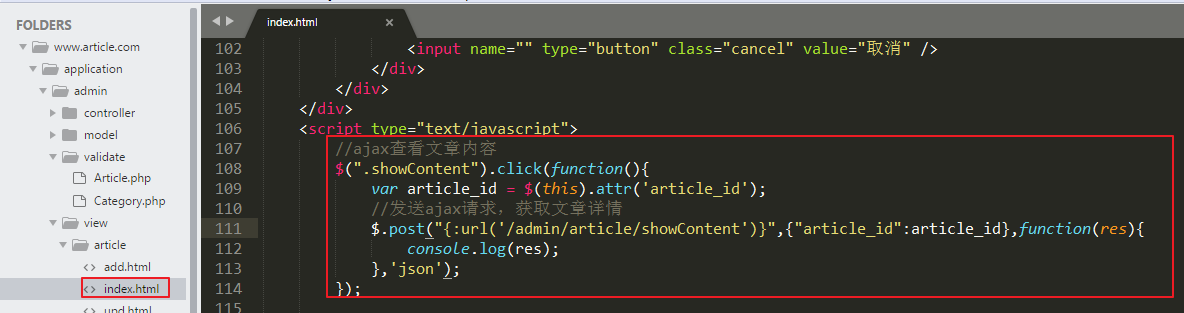 FOLDERS
www.article.com
application
admin
controller
model
validate
Article.php
Category.php
view
article
add.html
index.html
upd.html
index.html ×
102 <input name="" type="button" class="cancel" value="取消" />
103 </div>
104 </div>
105 </div>
106 <script type="text/javascript">
107 //ajax查看文章内容
108 $(".showContent").click(function(){
109 var article_id = $(this).attr('article_id');
110 //发送ajax请求，获取文章详情
111 $.post("{:url('/admin/article/showContent')}",{"article_id":article_id},function(res){
112 console.log(res);
113 },'json');
114 });
115